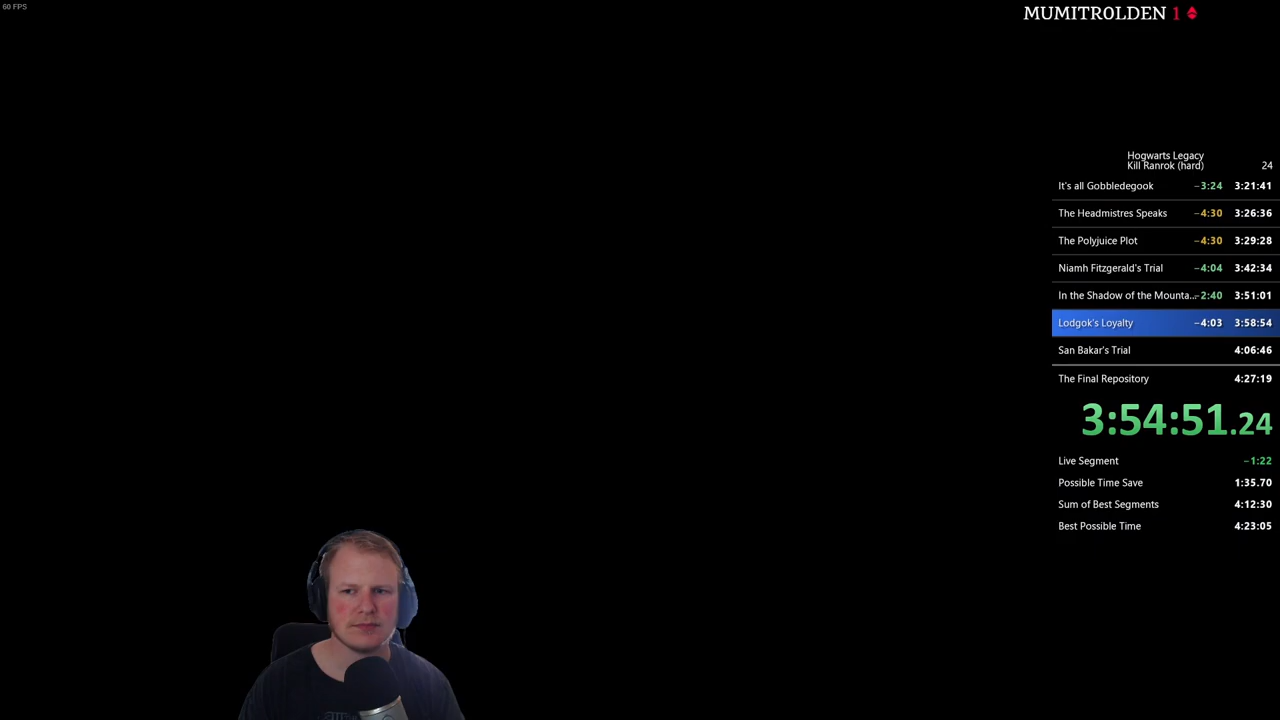 60 FPS
MUMITR0LDEN 1
Hogwarts Legacy
Kill Ranrok (hard) 24
It's all Gobbledegook −3:24 3:21:41
The Headmistres Speaks −4:30 3:26:36
The Polyjuice Plot −4:30 3:29:28
Niamh Fitzgerald's Trial −4:04 3:42:34
In the Shadow of the Mounta... −2:40 3:51:01
Lodgok's Loyalty −4:03 3:58:54
San Bakar's Trial 4:06:46
The Final Repository 4:27:19
3:54:51.24
Live Segment −1:22
Possible Time Save 1:35.70
Sum of Best Segments 4:12:30
Best Possible Time 4:23:05